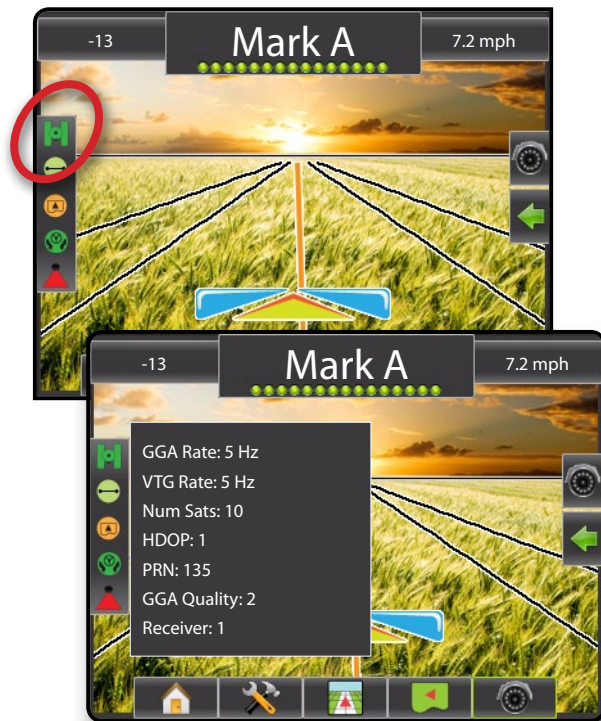 -13
Mark A
7.2 mph
-13
Mark A
7.2 mph
GGA Rate: 5 Hz
VTG Rate: 5 Hz
Num Sats: 10
HDOP: 1
PRN: 135
GGA Quality: 2
Receiver: 1